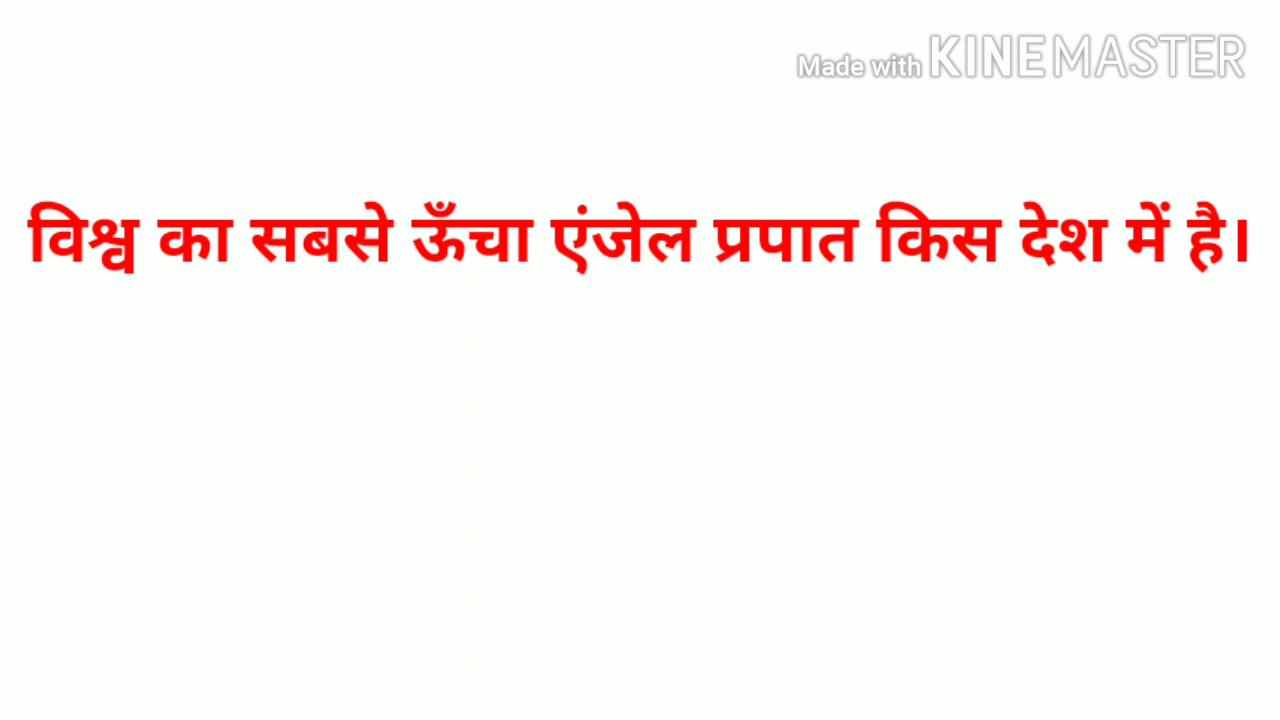 Made with KINEMASTER
विश्व का सबसे ऊँचा एंजेल प्रपात किस देश में है।